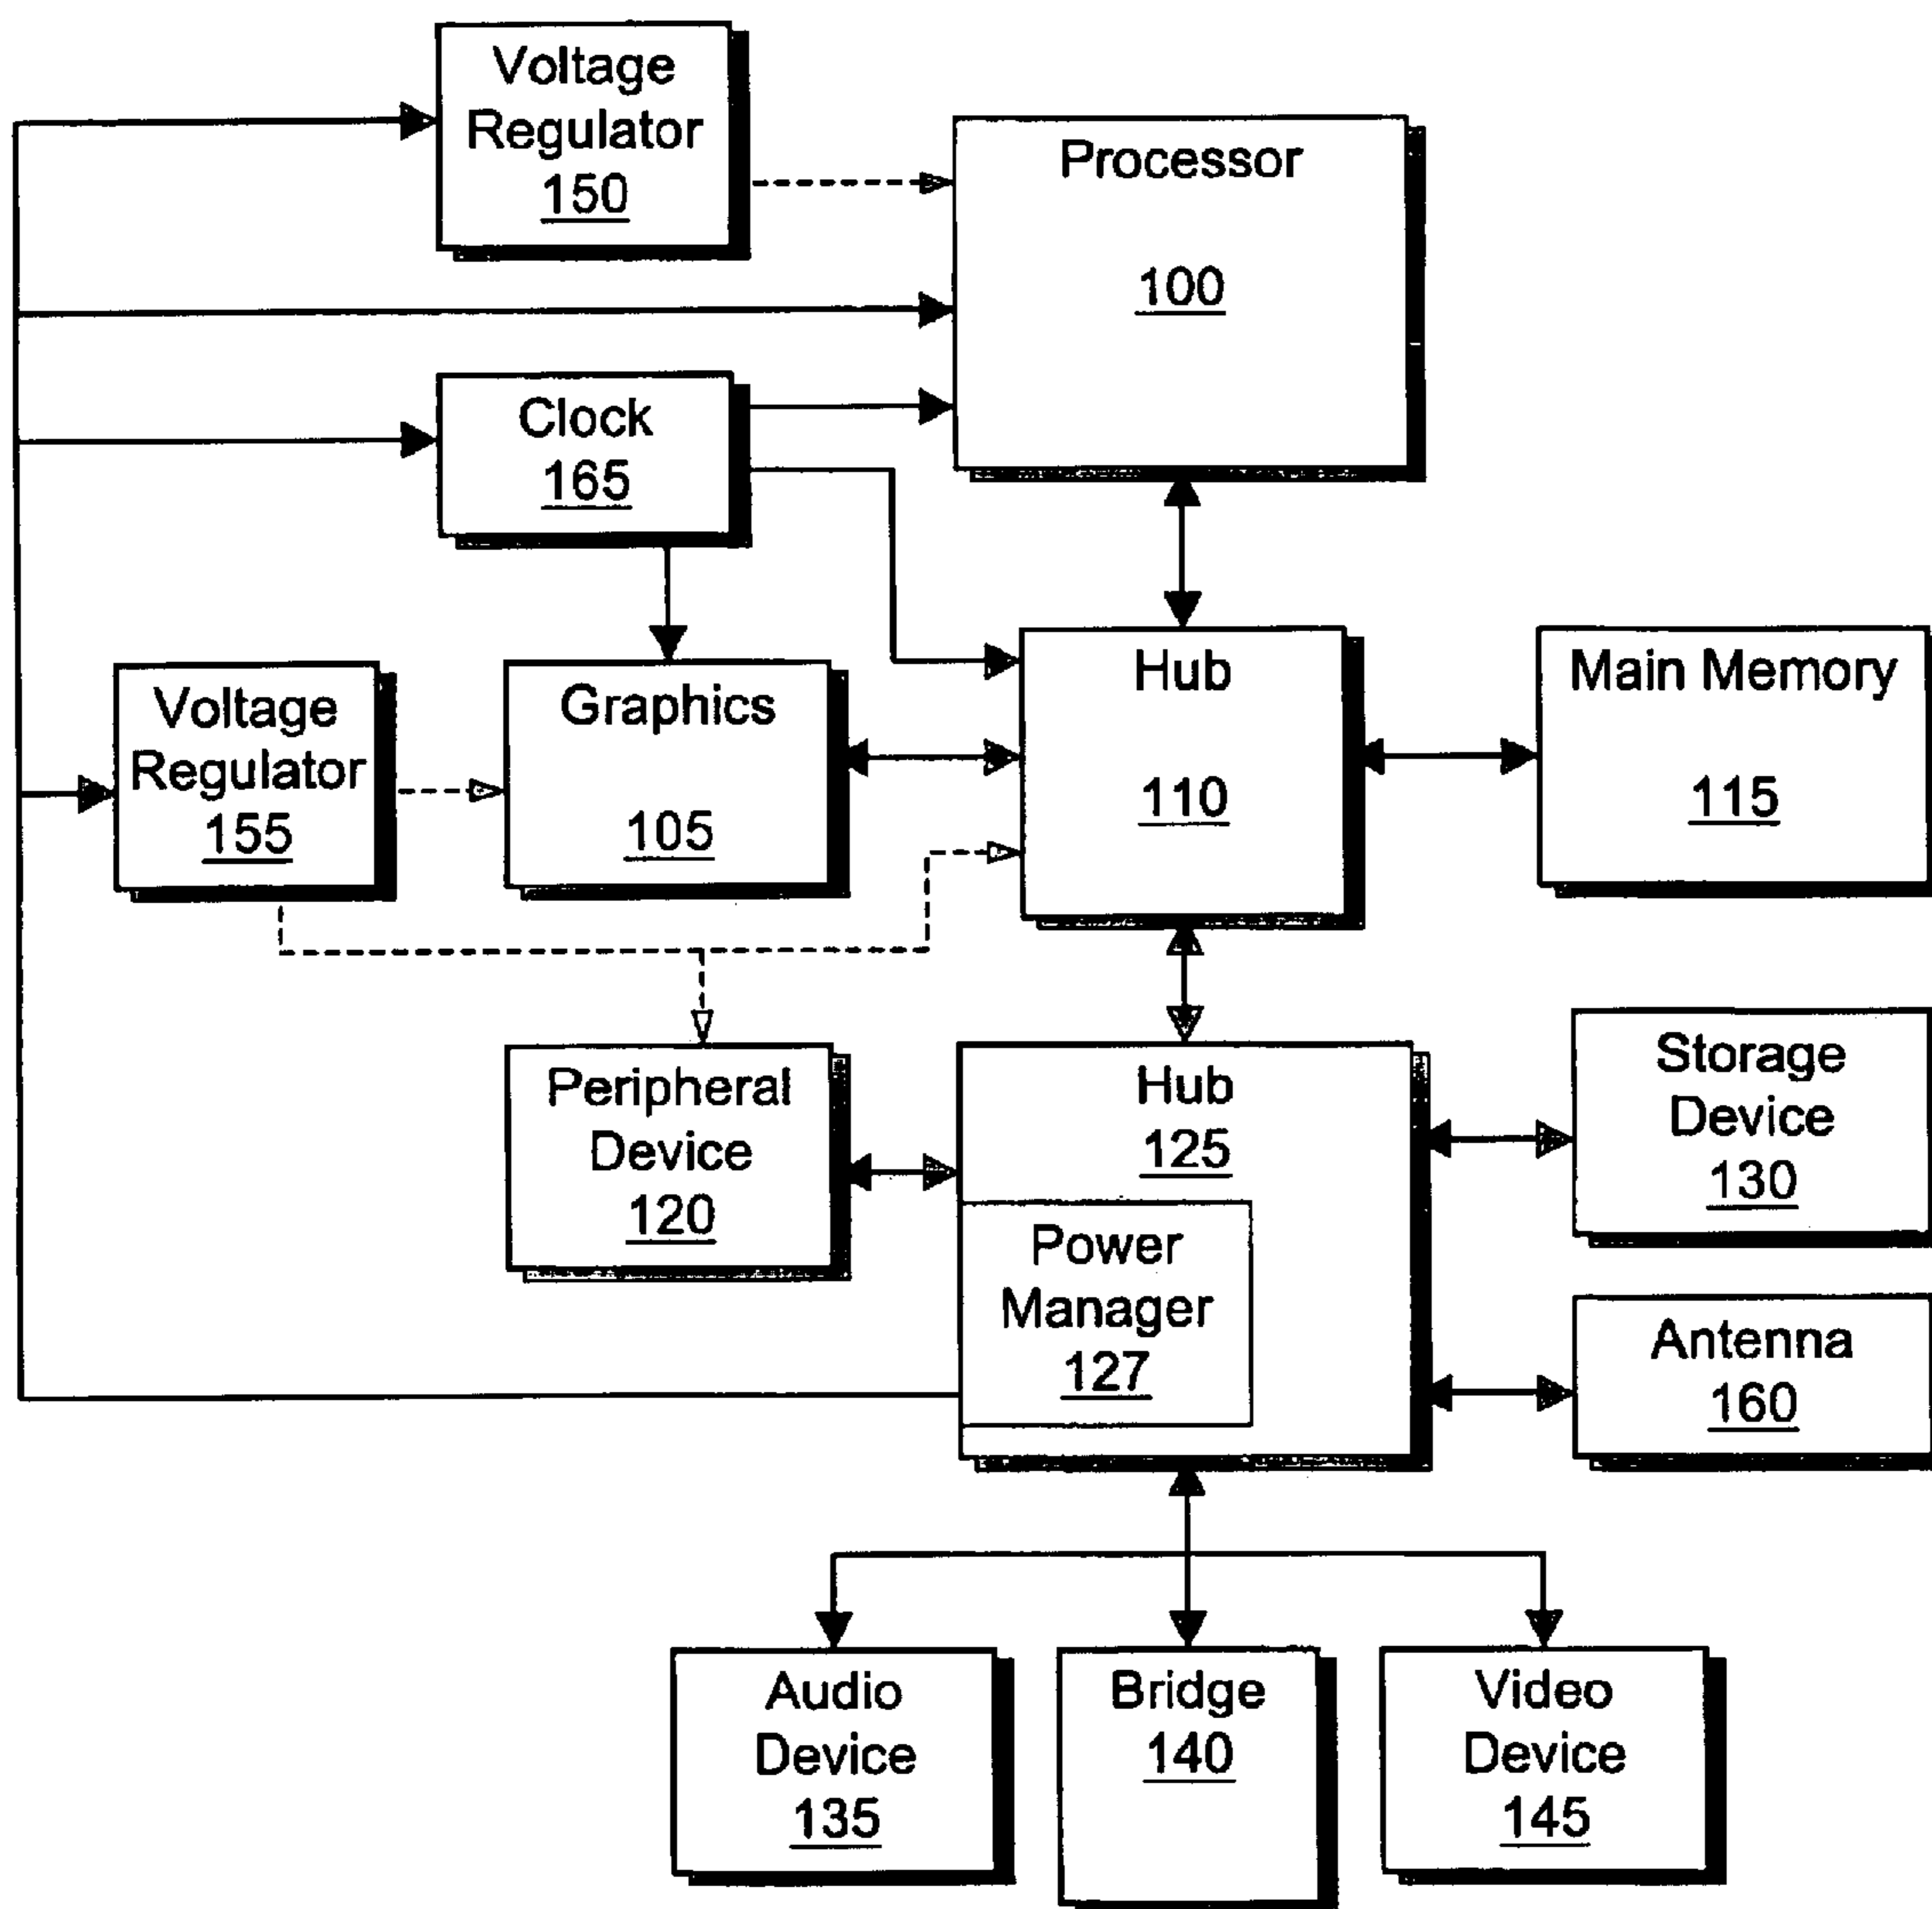 Voltage
Regulator
150
Processor
100
Clock
165
Voltage
Regulator
155
Graphics
105
Hub
110
Main Memory
115
Peripheral
Device
120
Hub
125
Power
Manager
127
Storage
Device
130
Antenna
160
Audio
Device
135
Bridge
140
Video
Device
145